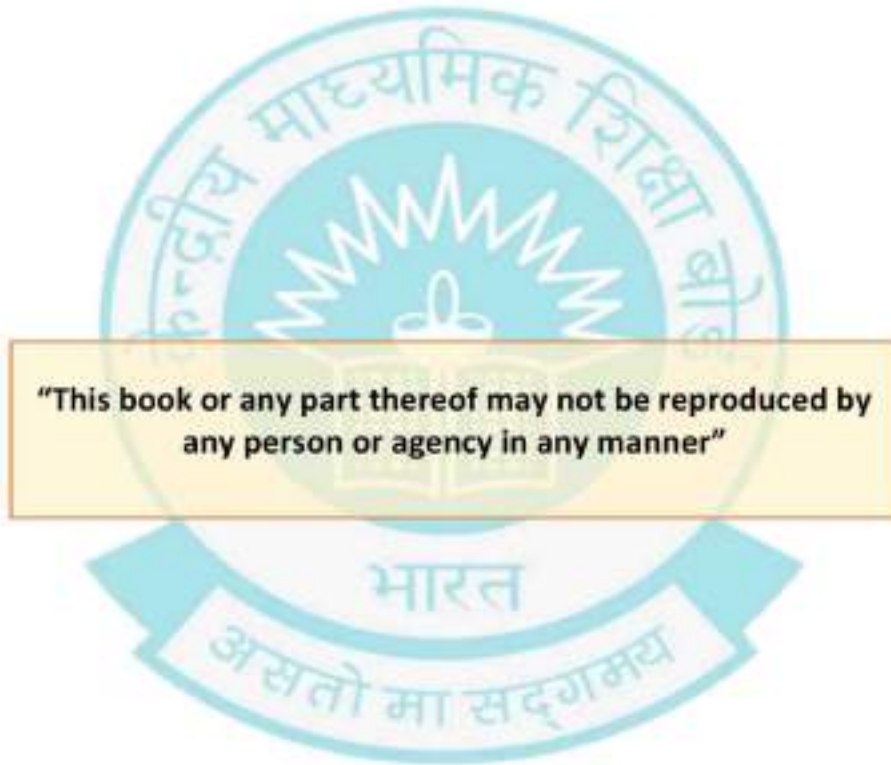 केन्द्रीय माध्यमिक शिक्षा बोर्ड
"This book or any part thereof may not be reproduced by
any person or agency in any manner"
भारत
असतो मा सद्गमय